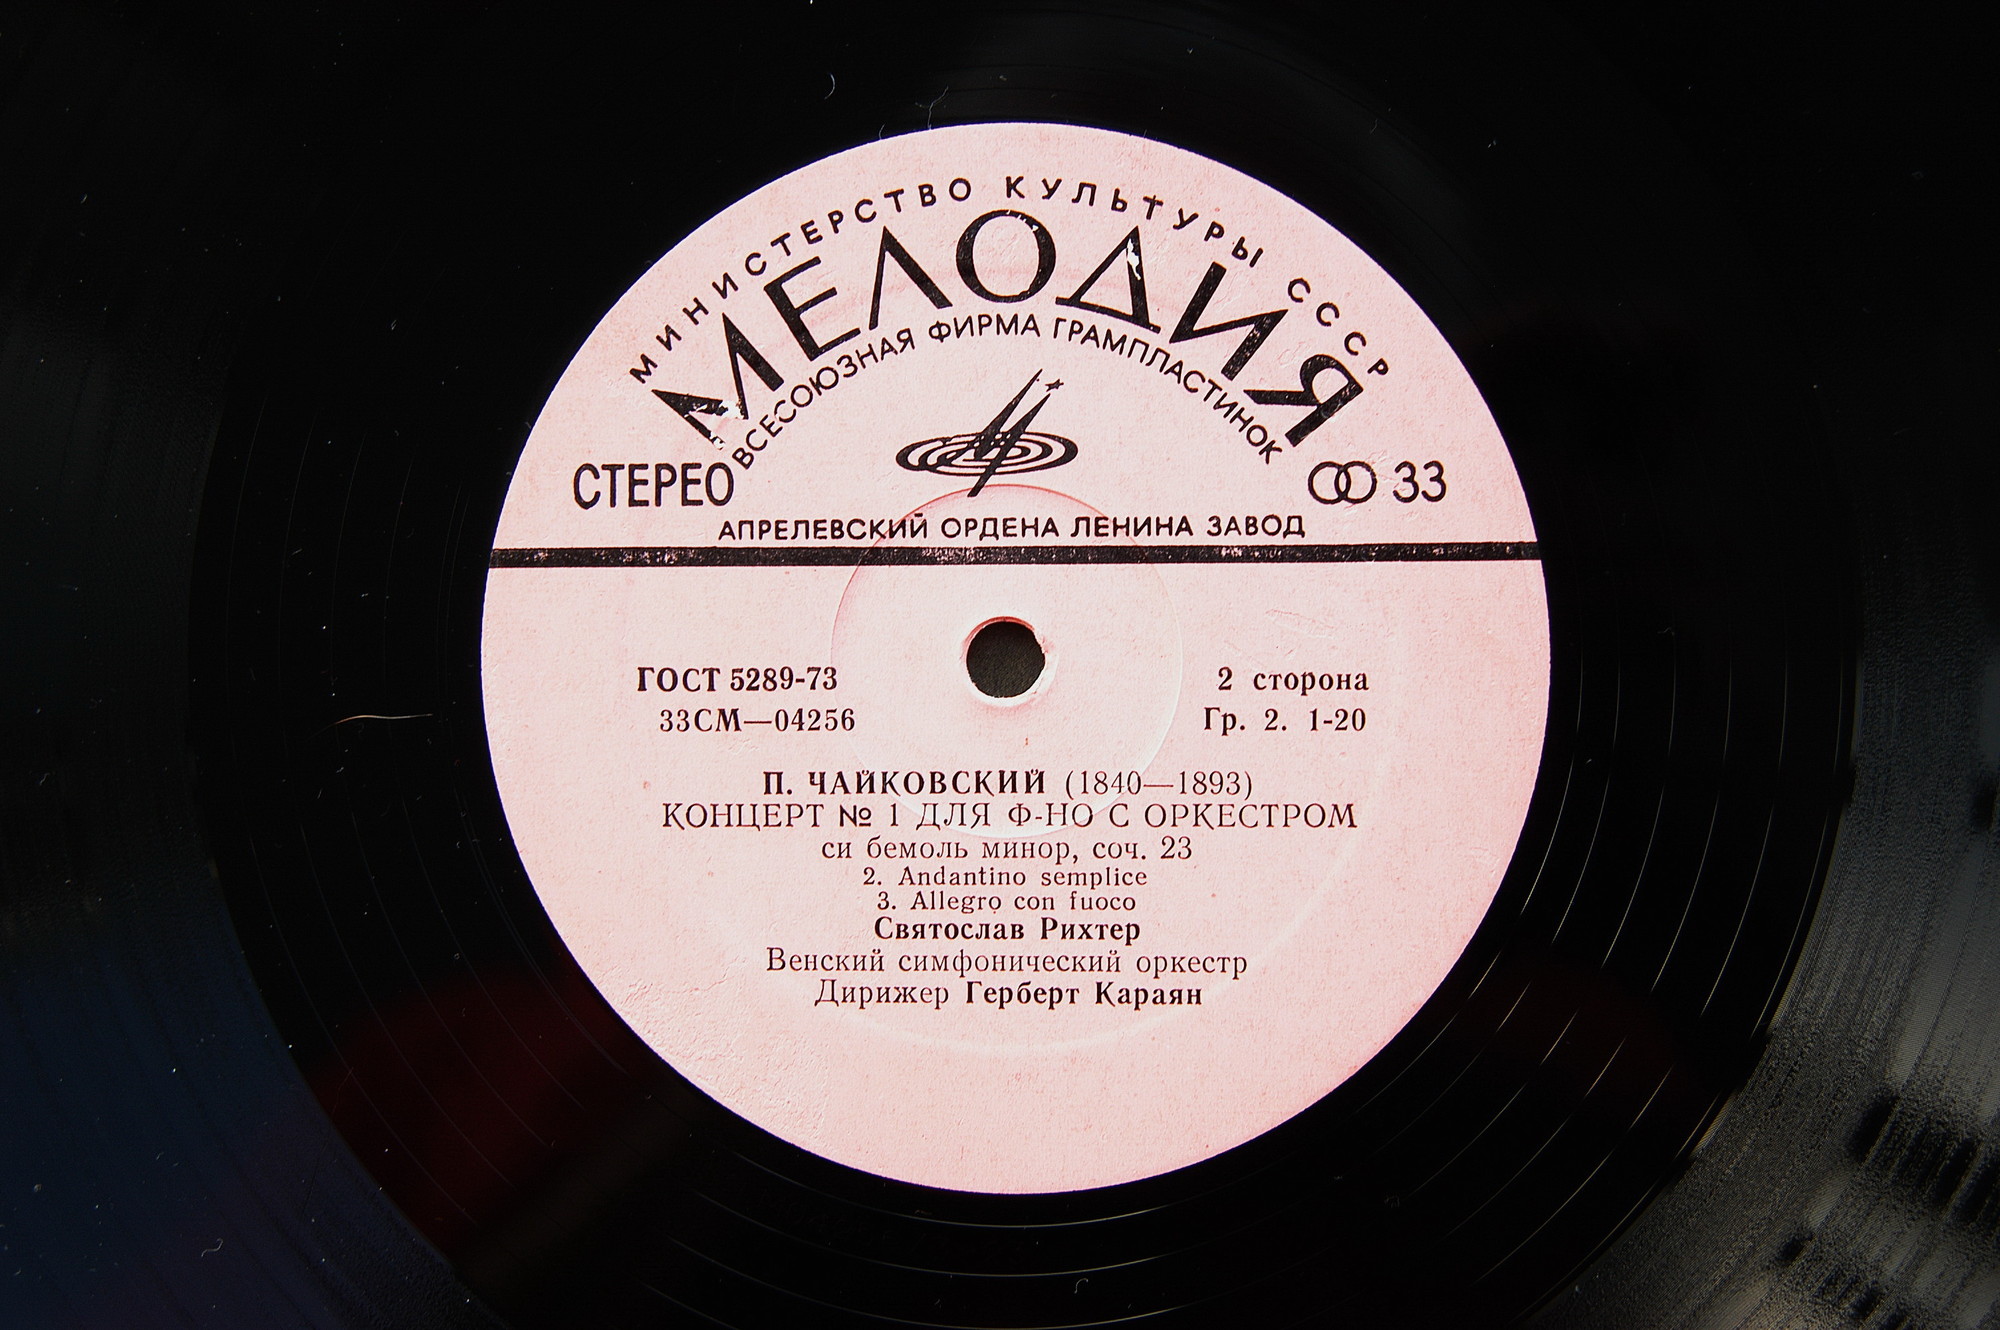 МИНИСТЕРСТВО КУЛЬТУРЫ СССР
МЕЛОДИЯ
ВСЕСОЮЗНАЯ ФИРМА ГРАМПЛАСТИНОК
СТЕРЕО 33
АПРЕЛЕВСКИЙ ОРДЕНА ЛЕНИНА ЗАВОД
ГОСТ 5289-73 2 сторона
33СМ—04256 Гр. 2. 1-20
П. ЧАЙКОВСКИЙ (1840—1893)
КОНЦЕРТ № 1 ДЛЯ Ф-НО С ОРКЕСТРОМ
си бемоль минор, соч. 23
2. Andantino semplice
3. Allegro con fuoco
Святослав Рихтер
Венский симфонический оркестр
Дирижер Герберт Караян